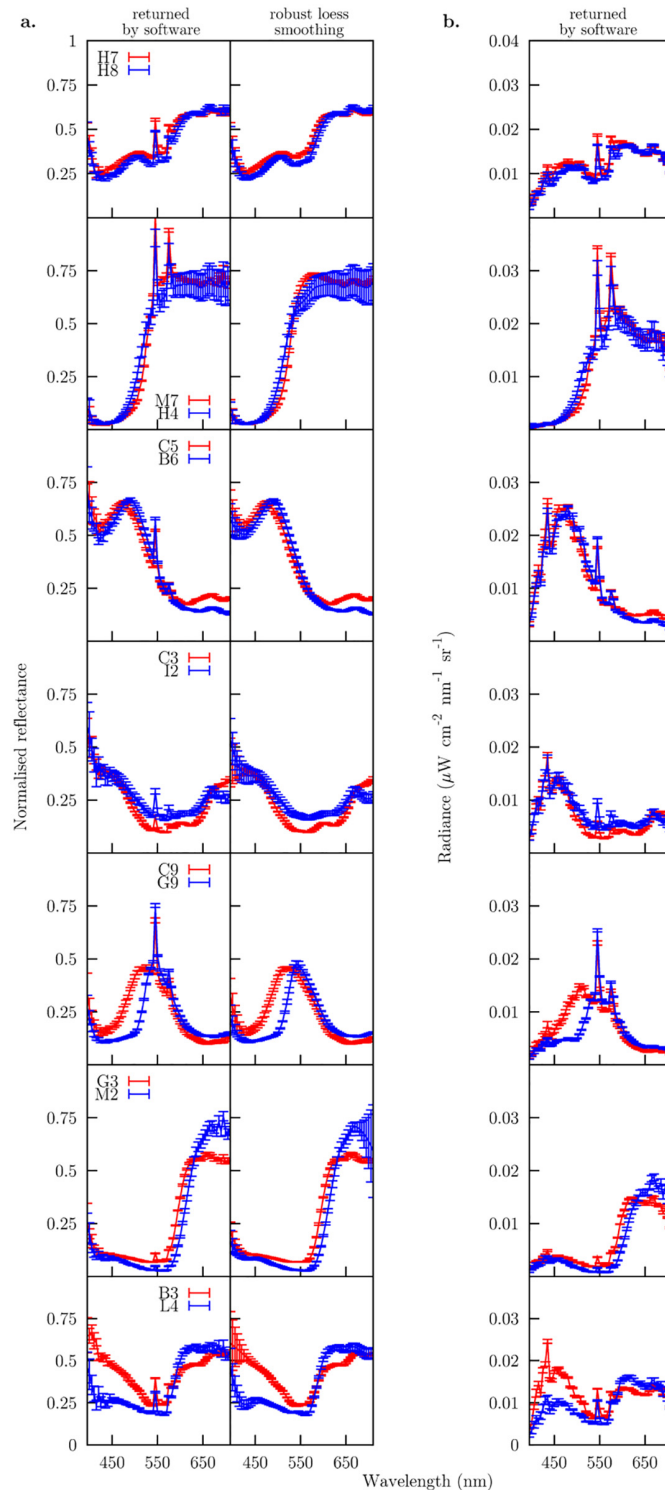 a.
returned
by software
robust loess
smoothing
b.
returned
by software
1
0.75
0.5
0.25
H7
H8
0.04
0.03
0.02
0.01
0.75
0.5
0.25
M7
H4
0.03
0.02
0.01
0.75
0.5
0.25
C5
B6
0.03
0.02
0.01
0.75
0.5
0.25
C3
I2
0.03
0.02
0.01
0.75
0.5
0.25
C9
G9
0.03
0.02
0.01
0.75
0.5
0.25
G3
M2
0.03
0.02
0.01
0.75
0.5
0.25
0
B3
L4
0.03
0.02
0.01
0
450 550 650
450 550 650
450 550 650
Normalised reflectance
Radiance (μW cm⁻² nm⁻¹ sr⁻¹)
Wavelength (nm)